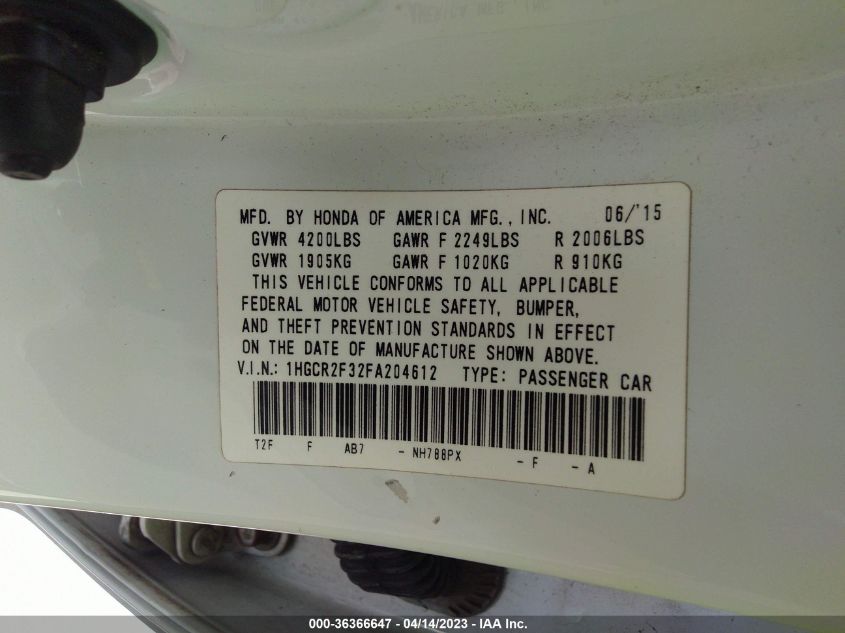 MFD. BY HONDA OF AMERICA MFG., INC. 06/'15
GVWR 4200LBS GAWR F 2249LBS R 2006LBS
GVWR 1905KG GAWR F 1020KG R 910KG
THIS VEHICLE CONFORMS TO ALL APPLICABLE
FEDERAL MOTOR VEHICLE SAFETY, BUMPER,
AND THEFT PREVENTION STANDARDS IN EFFECT
ON THE DATE OF MANUFACTURE SHOWN ABOVE.
V.I.N.: 1HGCR2F32FA204612 TYPE: PASSENGER CAR
T2F F AB7 - NH788PX - F - A
000-36366647 - 04/14/2023 - IAAI.com